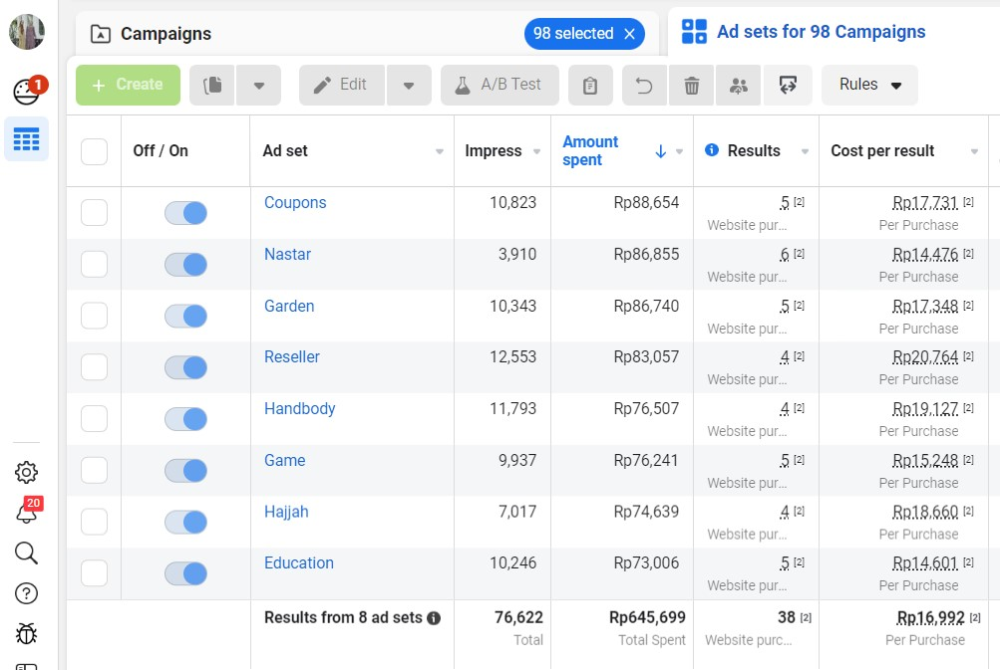 Campaigns
98 selected
Ad sets for 98 Campaigns
1
+ Create
Edit
A/B Test
Rules
Off / On
Ad set
Impress
Amount
spent
Results
Cost per result
Coupons 10,823 Rp88,654 5 [2] Rp17,731 [2]
Website pur... Per Purchase
Nastar 3,910 Rp86,855 6 [2] Rp14,476 [2]
Website pur... Per Purchase
Garden 10,343 Rp86,740 5 [2] Rp17,348 [2]
Website pur... Per Purchase
Reseller 12,553 Rp83,057 4 [2] Rp20,764 [2]
Website pur... Per Purchase
Handbody 11,793 Rp76,507 4 [2] Rp19,127 [2]
Website pur... Per Purchase
Game 9,937 Rp76,241 5 [2] Rp15,248 [2]
Website pur... Per Purchase
Hajjah 7,017 Rp74,639 4 [2] Rp18,660 [2]
Website pur... Per Purchase
20
Education 10,246 Rp73,006 5 [2] Rp14,601 [2]
Website pur... Per Purchase
Results from 8 ad sets 76,622 Rp645,699 38 [2] Rp16,992 [2]
Total Total Spent Website purc... Per Purchase